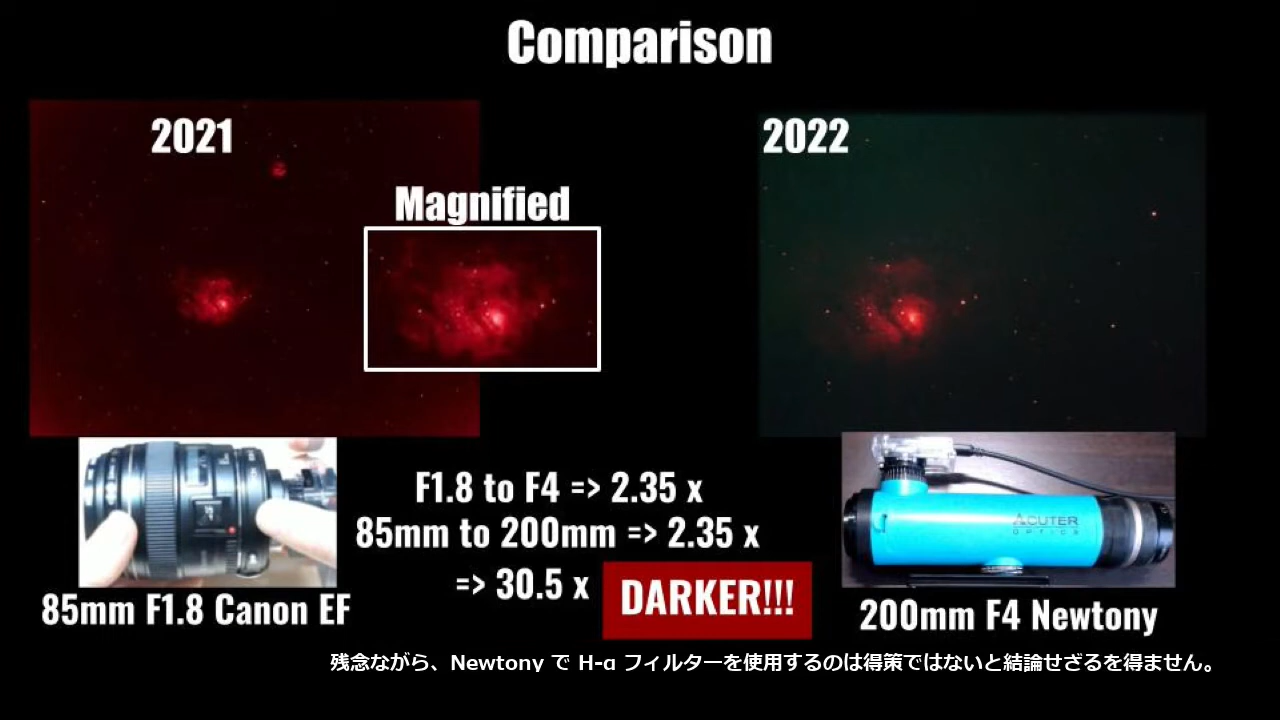 Comparison
2021
Magnified
2022
F1.8 to F4 => 2.35 x
85mm to 200mm => 2.35 x
=> 30.5 x
DARKER!!!
ACUTER
OPTICS
85mm F1.8 Canon EF
200mm F4 Newtony
残念ながら、Newtony で H-α フィルターを使用するのは得策ではないと結論せざるを得ません。